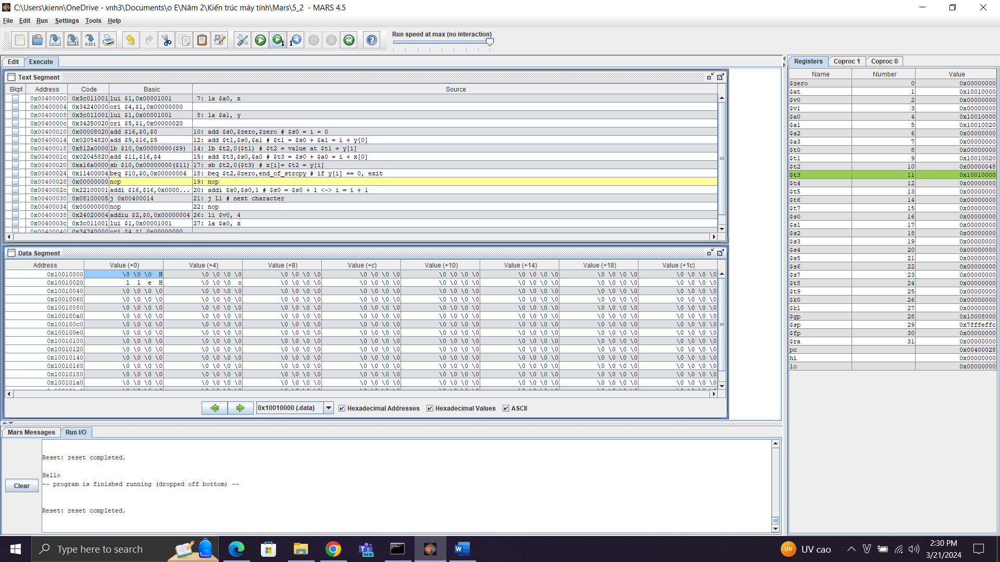 C:\Users\kienn\OneDrive - vnh3\Documents\o E\Năm 2\Kiến trúc máy tính\Mars\5_2 - MARS 4.5
File Edit Run Settings Tools Help
Run speed at max (no interaction)
Edit Execute
Text Segment
Bkpt Address Code Basic Source
0x00400000 0x3c011001 lui $1,0x00001001 7: la $a0, x
0x00400004 0x34240000 ori $4,$1,0x00000000
0x00400008 0x3c011001 lui $1,0x00001001 8: la $a1, y
0x0040000c 0x34250020 ori $5,$1,0x00000020
0x00400010 0x00008020 add $16,$0,$0 10: add $s0,$zero,$zero # $s0 = i = 0
0x00400014 0x02054820 add $9,$16,$5 12: add $t1,$s0,$a1 # $t1 = $s0 + $a1 = i + y[0]
0x00400018 0x812a0000 lb $10,0x00000000($9) 14: lb $t2,0($t1) # $t2 = value at $t1 = y[i]
0x0040001c 0x02045820 add $11,$16,$4 15: add $t3,$s0,$a0 # $t3 = $s0 + $a0 = i + x[0]
0x00400020 0xa16a0000 sb $10,0x00000000($11) 17: sb $t2,0($t3) # x[i]= $t2 = y[i]
0x00400024 0x11400004 beq $10,$0,0x00000004 18: beq $t2,$zero,end_of_strcpy # if y[i] == 0, exit
0x00400028 0x00000000 nop 19: nop
0x0040002c 0x22100001 addi $16,$16,0x0000... 20: addi $s0,$s0,1 # $s0 = $s0 + 1 <-> i = i + 1
0x00400030 0x08100005 j 0x00400014 21: j L1 # next character
0x00400034 0x00000000 nop 22: nop
0x00400038 0x24020004 addiu $2,$0,0x00000004 26: li $v0, 4
0x0040003c 0x3c011001 lui $1,0x00001001 27: la $a0, x
0x00400040 0x34240000 ori $4,$1,0x00000000
Data Segment
Address Value (+0) Value (+4) Value (+8) Value (+c) Value (+10) Value (+14) Value (+18) Value (+1c)
0x10010000 \0 \0 \0 H \0 \0 \0 \0 \0 \0 \0 \0 \0 \0 \0 \0 \0 \0 \0 \0 \0 \0 \0 \0 \0 \0 \0 \0 \0 \0 \0 \0
0x10010020 l l e H \0 \0 \0 o \0 \0 \0 \0 \0 \0 \0 \0 \0 \0 \0 \0 \0 \0 \0 \0 \0 \0 \0 \0 \0 \0 \0 \0
0x10010040 \0 \0 \0 \0 \0 \0 \0 \0 \0 \0 \0 \0 \0 \0 \0 \0 \0 \0 \0 \0 \0 \0 \0 \0 \0 \0 \0 \0 \0 \0 \0 \0
0x10010060 \0 \0 \0 \0 \0 \0 \0 \0 \0 \0 \0 \0 \0 \0 \0 \0 \0 \0 \0 \0 \0 \0 \0 \0 \0 \0 \0 \0 \0 \0 \0 \0
0x10010080 \0 \0 \0 \0 \0 \0 \0 \0 \0 \0 \0 \0 \0 \0 \0 \0 \0 \0 \0 \0 \0 \0 \0 \0 \0 \0 \0 \0 \0 \0 \0 \0
0x100100a0 \0 \0 \0 \0 \0 \0 \0 \0 \0 \0 \0 \0 \0 \0 \0 \0 \0 \0 \0 \0 \0 \0 \0 \0 \0 \0 \0 \0 \0 \0 \0 \0
0x100100c0 \0 \0 \0 \0 \0 \0 \0 \0 \0 \0 \0 \0 \0 \0 \0 \0 \0 \0 \0 \0 \0 \0 \0 \0 \0 \0 \0 \0 \0 \0 \0 \0
0x100100e0 \0 \0 \0 \0 \0 \0 \0 \0 \0 \0 \0 \0 \0 \0 \0 \0 \0 \0 \0 \0 \0 \0 \0 \0 \0 \0 \0 \0 \0 \0 \0 \0
0x10010100 \0 \0 \0 \0 \0 \0 \0 \0 \0 \0 \0 \0 \0 \0 \0 \0 \0 \0 \0 \0 \0 \0 \0 \0 \0 \0 \0 \0 \0 \0 \0 \0
0x10010120 \0 \0 \0 \0 \0 \0 \0 \0 \0 \0 \0 \0 \0 \0 \0 \0 \0 \0 \0 \0 \0 \0 \0 \0 \0 \0 \0 \0 \0 \0 \0 \0
0x10010140 \0 \0 \0 \0 \0 \0 \0 \0 \0 \0 \0 \0 \0 \0 \0 \0 \0 \0 \0 \0 \0 \0 \0 \0 \0 \0 \0 \0 \0 \0 \0 \0
0x10010160 \0 \0 \0 \0 \0 \0 \0 \0 \0 \0 \0 \0 \0 \0 \0 \0 \0 \0 \0 \0 \0 \0 \0 \0 \0 \0 \0 \0 \0 \0 \0 \0
0x10010180 \0 \0 \0 \0 \0 \0 \0 \0 \0 \0 \0 \0 \0 \0 \0 \0 \0 \0 \0 \0 \0 \0 \0 \0 \0 \0 \0 \0 \0 \0 \0 \0
0x100101a0 \0 \0 \0 \0 \0 \0 \0 \0 \0 \0 \0 \0 \0 \0 \0 \0 \0 \0 \0 \0 \0 \0 \0 \0 \0 \0 \0 \0 \0 \0 \0 \0
0x10010000 (.data) Hexadecimal Addresses Hexadecimal Values ASCII
Mars Messages Run I/O
Reset: reset completed.
Hello
-- program is finished running (dropped off bottom) --
Clear
Reset: reset completed.
Registers Coproc 1 Coproc 0
Name Number Value
$zero 0 0x00000000
$at 1 0x10010000
$v0 2 0x00000000
$v1 3 0x00000000
$a0 4 0x10010000
$a1 5 0x10010020
$a2 6 0x00000000
$a3 7 0x00000000
$t0 8 0x00000000
$t1 9 0x10010020
$t2 10 0x00000048
$t3 11 0x10010000
$t4 12 0x00000000
$t5 13 0x00000000
$t6 14 0x00000000
$t7 15 0x00000000
$s0 16 0x00000000
$s1 17 0x00000000
$s2 18 0x00000000
$s3 19 0x00000000
$s4 20 0x00000000
$s5 21 0x00000000
$s6 22 0x00000000
$s7 23 0x00000000
$t8 24 0x00000000
$t9 25 0x00000000
$k0 26 0x00000000
$k1 27 0x00000000
$gp 28 0x10008000
$sp 29 0x7fffeffc
$fp 30 0x00000000
$ra 31 0x00000000
pc 0x00400028
hi 0x00000000
lo 0x00000000
Type here to search
NEW
UV
UV cao
2:30 PM
3/21/2024